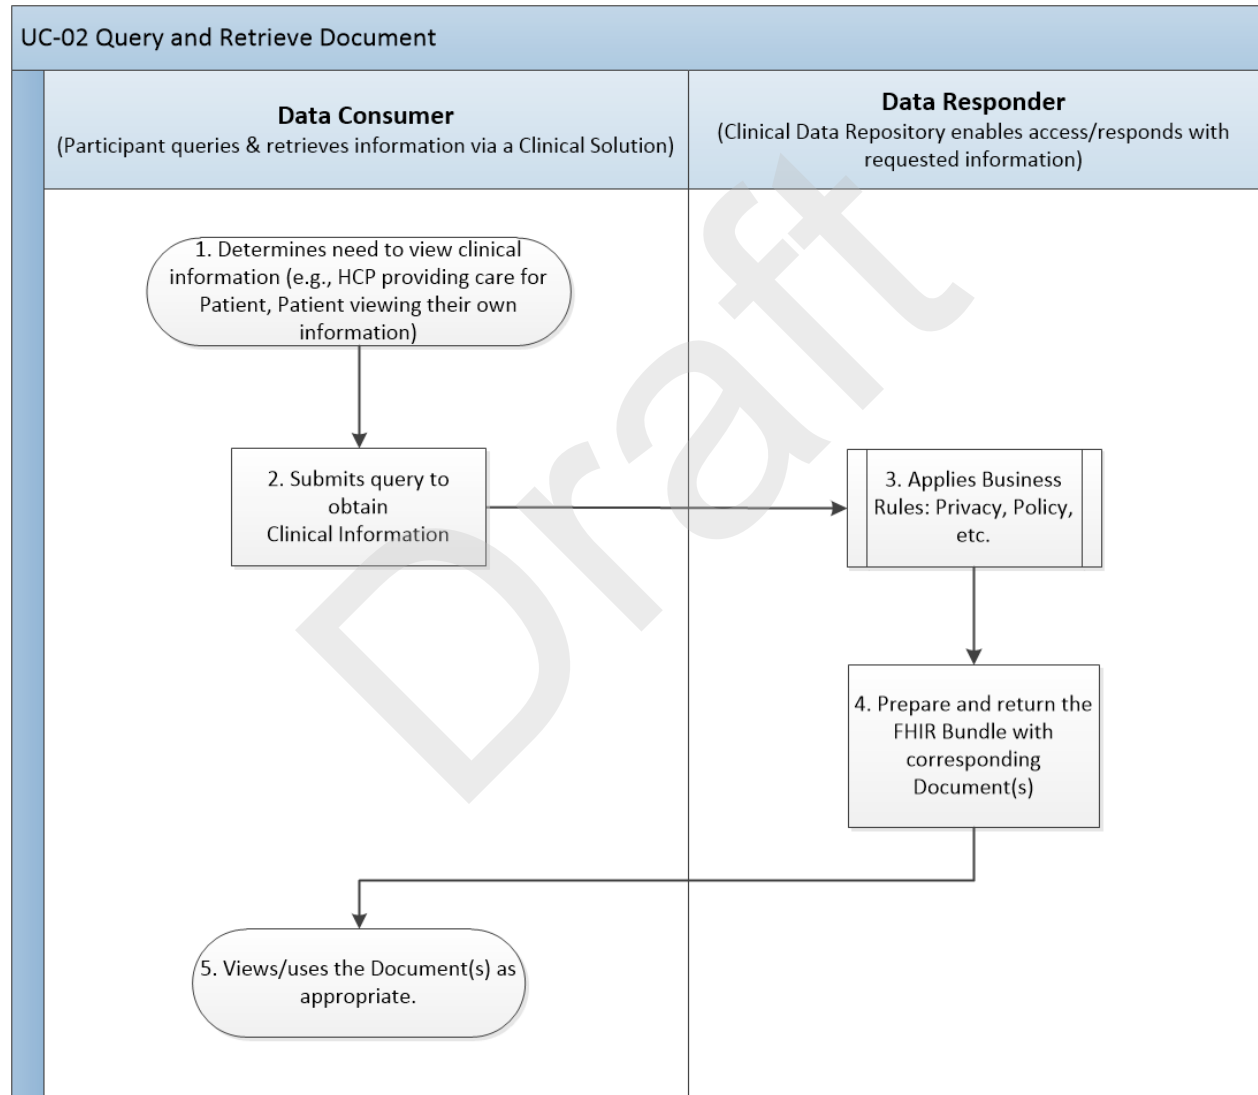 UC-02 Query and Retrieve Document
Data Consumer
(Participant queries & retrieves information via a Clinical Solution)
Data Responder
(Clinical Data Repository enables access/responds with
requested information)
1. Determines need to view clinical
information (e.g., HCP providing care for
Patient, Patient viewing their own
information)
2. Submits query to
obtain
Clinical Information
3. Applies Business
Rules: Privacy, Policy,
etc.
4. Prepare and return the
FHIR Bundle with
corresponding
Document(s)
5. Views/uses the Document(s) as
appropriate.
Draft